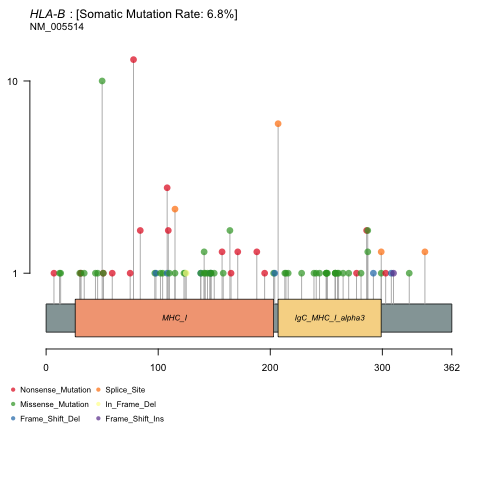 HLA-B : [Somatic Mutation Rate: 6.8%]
NM_005514
10
1
MHC_I
IgC_MHC_I_alpha3
0 100 200 300 362
Nonsense_Mutation Splice_Site
Missense_Mutation In_Frame_Del
Frame_Shift_Del Frame_Shift_Ins